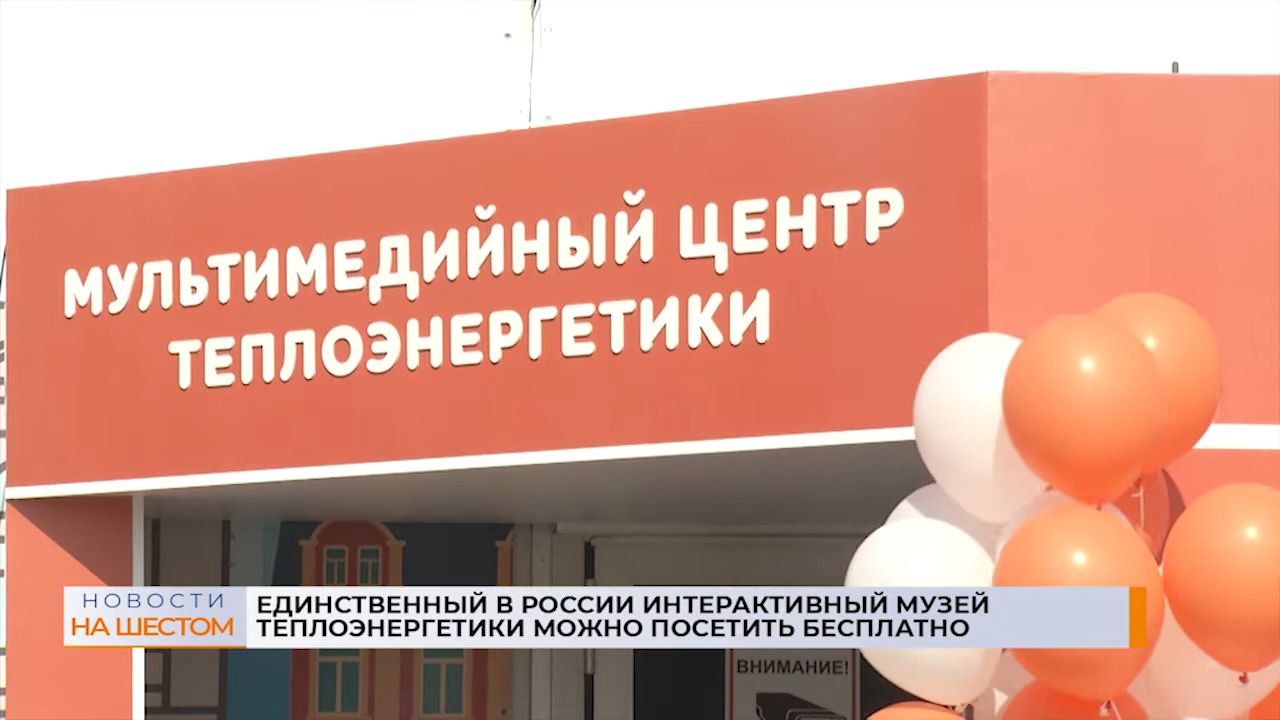 МУЛЬТИМЕДИЙНЫЙ ЦЕНТР
ТЕПЛОЭНЕРГЕТИКИ
НОВОСТИ
НА ШЕСТОМ
ЕДИНСТВЕННЫЙ В РОССИИ ИНТЕРАКТИВНЫЙ МУЗЕЙ
ТЕПЛОЭНЕРГЕТИКИ МОЖНО ПОСЕТИТЬ БЕСПЛАТНО
ВНИМАНИЕ!